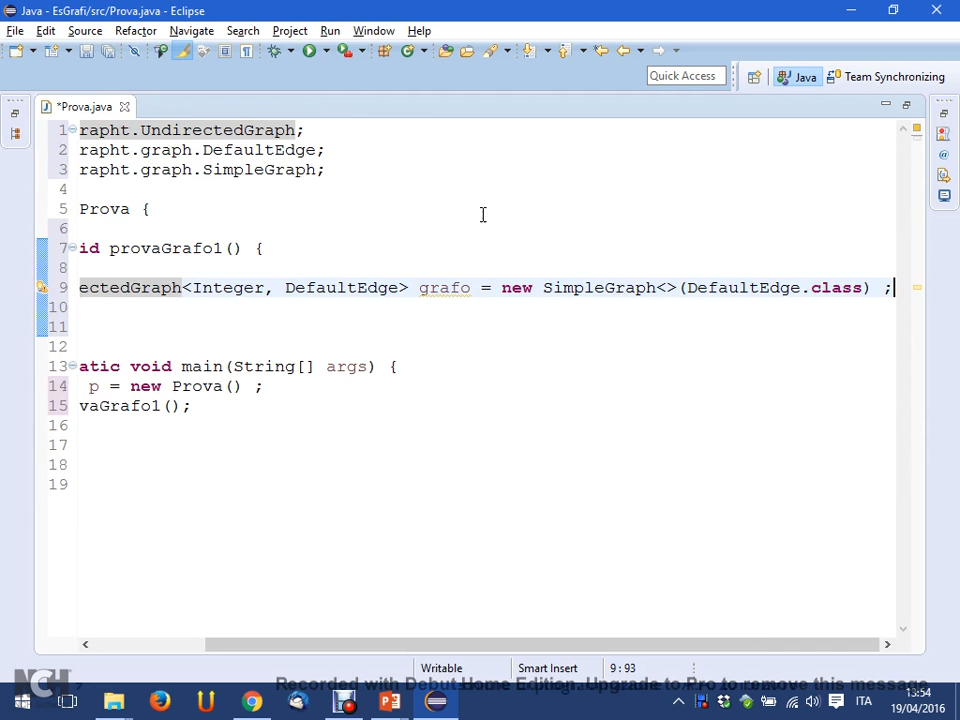 Java - EsGrafi/src/Prova.java - Eclipse
File Edit Source Refactor Navigate Search Project Run Window Help
Quick Access Java Team Synchronizing
*Prova.java
1 rapht.UndirectedGraph;
2 rapht.graph.DefaultEdge;
3 rapht.graph.SimpleGraph;
4
5 Prova {
6
7 id provaGrafo1() {
8
9 ectedGraph<Integer, DefaultEdge> grafo = new SimpleGraph<>(DefaultEdge.class) ;
10
11
12
13 atic void main(String[] args) {
14 p = new Prova() ;
15 vaGrafo1();
16
17
18
19
Writable Smart Insert 9 : 93
NCH
Recorded with Debut Home Edition. Upgrade to Pro to remove this message
ITA
13:54
19/04/2016